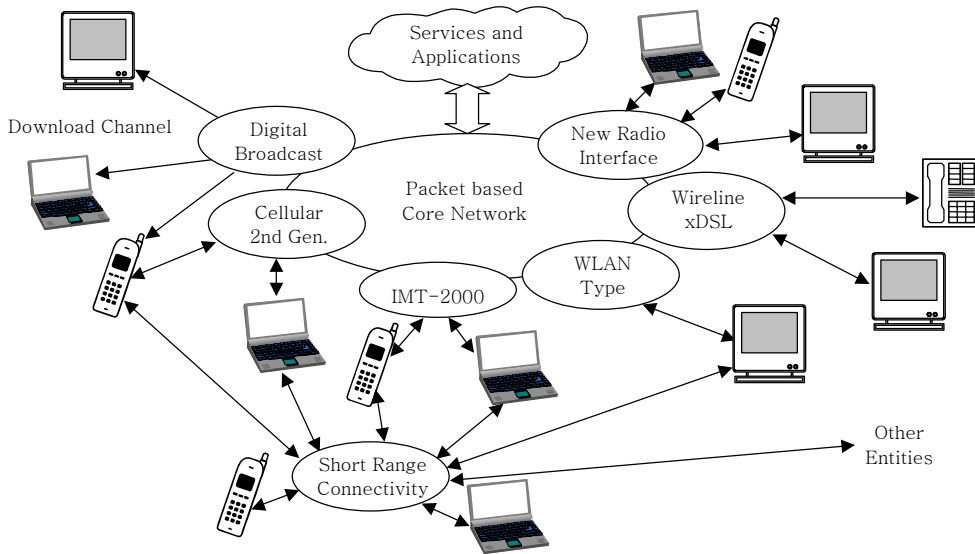 Services and
Applications
Download Channel
Digital
Broadcast
New Radio
Interface
Packet based
Core Network
Cellular
2nd Gen.
Wireline
xDSL
WLAN
Type
IMT-2000
Short Range
Connectivity
Other
Entities